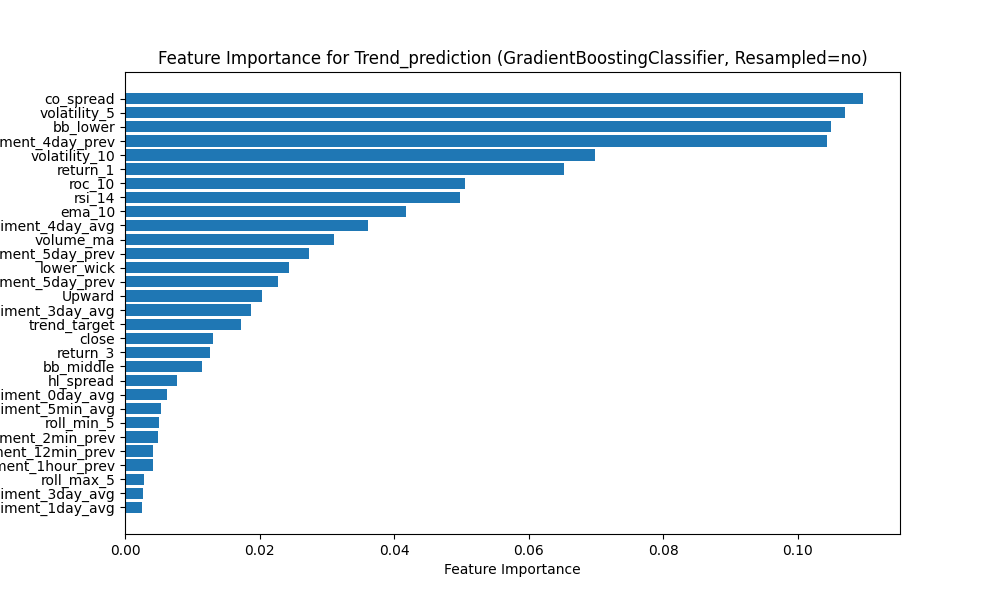 Feature Importance for Trend_prediction (GradientBoostingClassifier, Resampled=no)
co_spread
volatility_5
bb_lower
ment_4day_prev
volatility_10
return_1
roc_10
rsi_14
ema_10
iment_4day_avg
volume_ma
ment_5day_prev
lower_wick
ment_5day_prev
Upward
iment_3day_avg
trend_target
close
return_3
bb_middle
hl_spread
iment_0day_avg
iment_5min_avg
roll_min_5
ment_2min_prev
nent_12min_prev
nent_1hour_prev
roll_max_5
iment_3day_avg
iment_1day_avg
0.00 0.02 0.04 0.06 0.08 0.10
Feature Importance